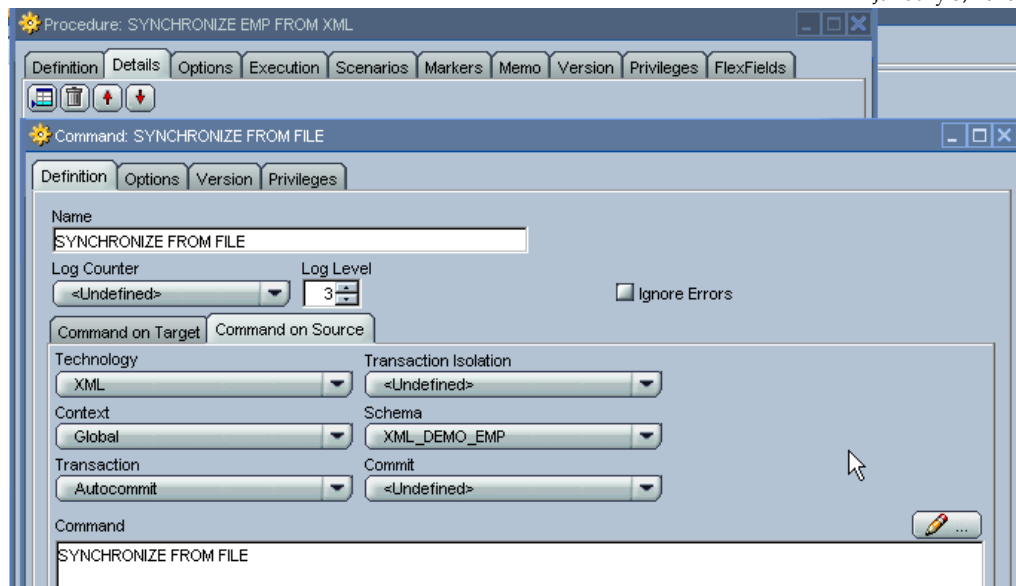 Procedure: SYNCHRONIZE EMP FROM XML
Definition Details Options Execution Scenarios Markers Memo Version Privileges FlexFields
Command: SYNCHRONIZE FROM FILE
Definition Options Version Privileges
Name
SYNCHRONIZE FROM FILE
Log Counter Log Level
<Undefined> 3 Ignore Errors
Command on Target Command on Source
Technology Transaction Isolation
XML <Undefined>
Context Schema
Global XML_DEMO_EMP
Transaction Commit
Autocommit <Undefined>
Command ...
SYNCHRONIZE FROM FILE